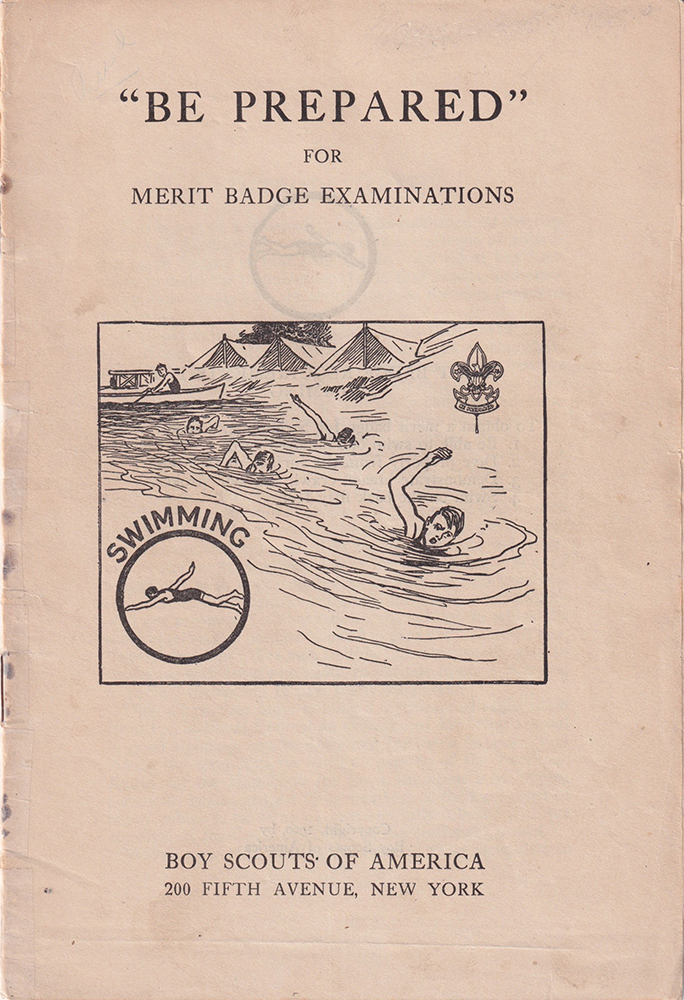 "BE PREPARED"
FOR
MERIT BADGE EXAMINATIONS
SWIMMING
BOY SCOUTS OF AMERICA
200 FIFTH AVENUE, NEW YORK